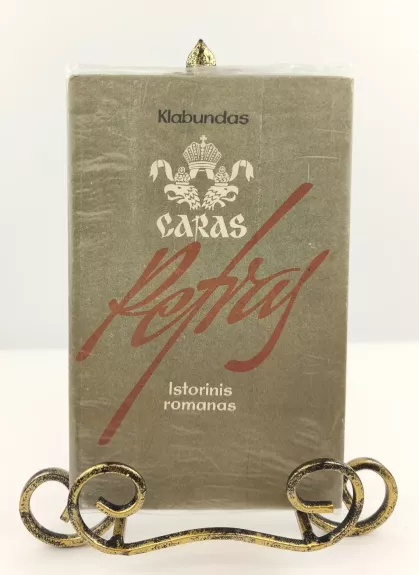 Klabundas
CARAS
Petras
Istorinis
romanas